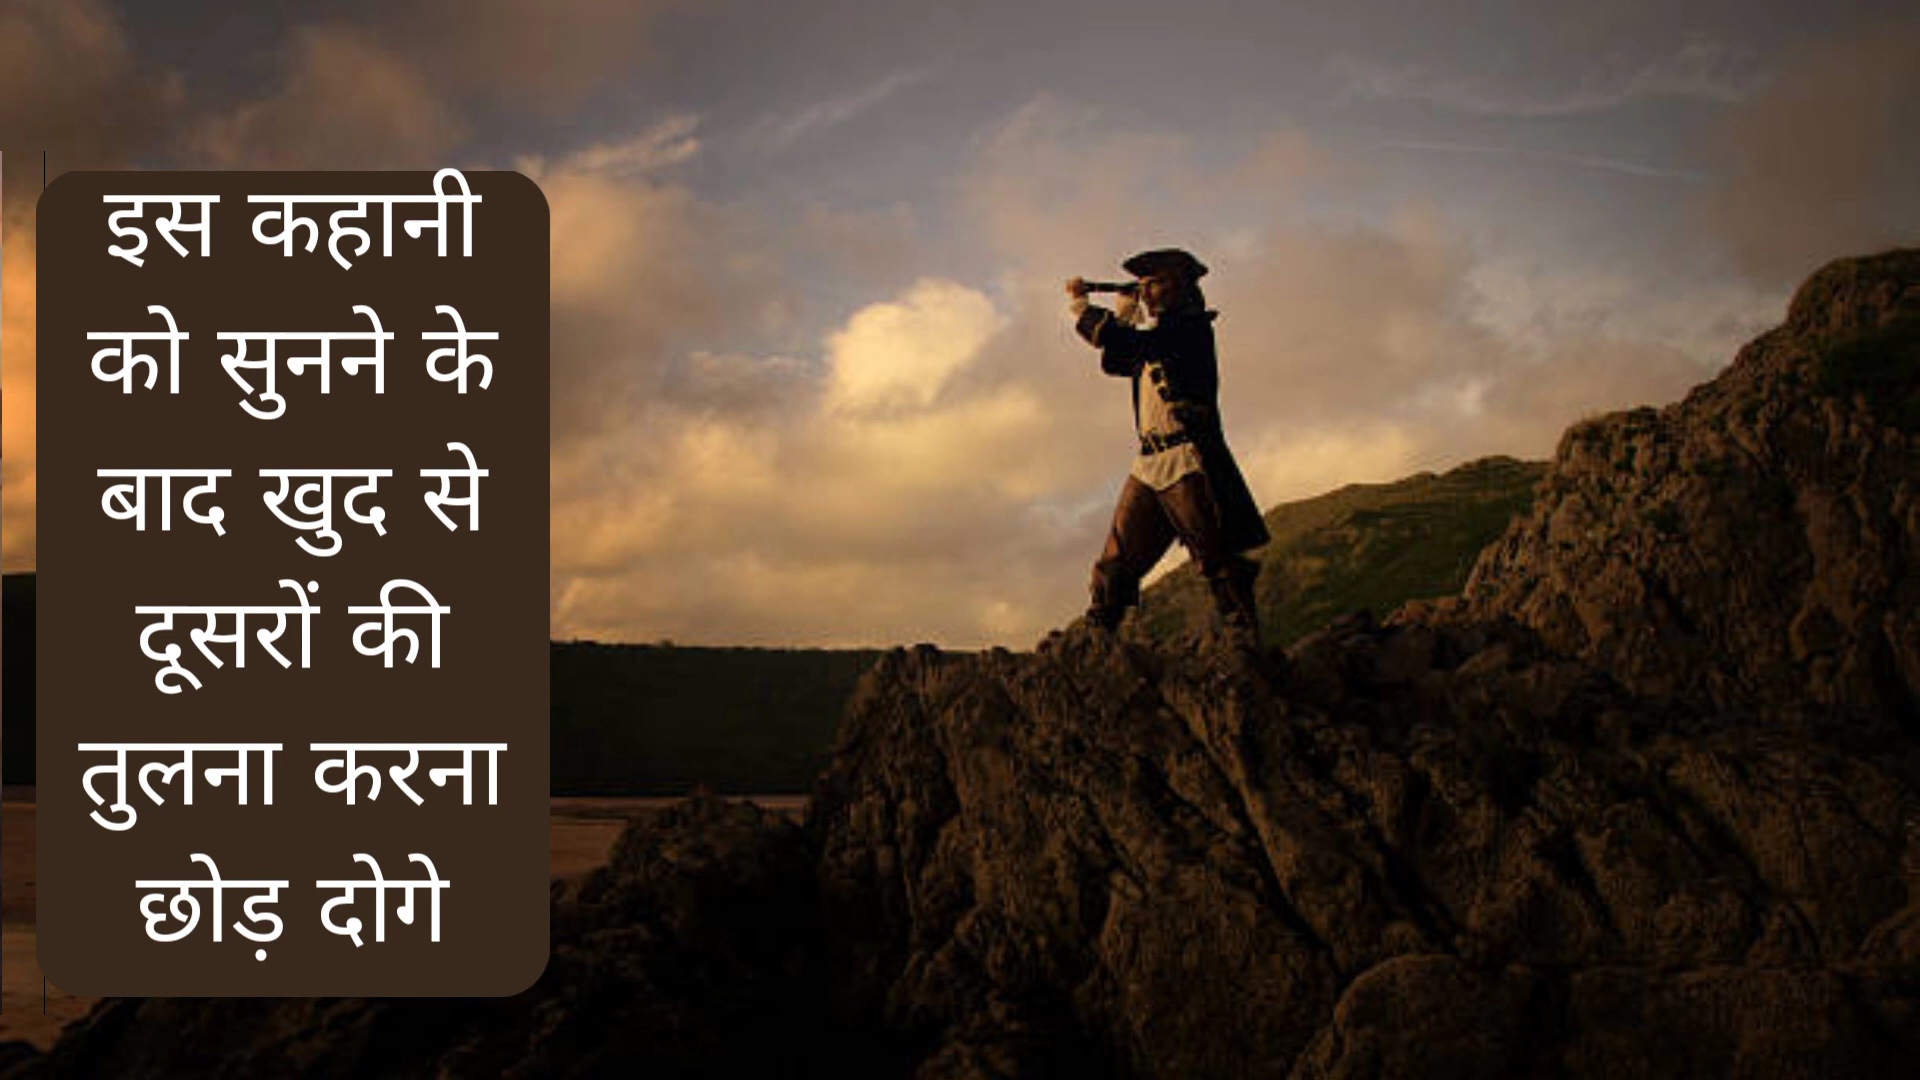 इस कहानी
को सुनने के
बाद खुद से
दूसरों की
तुलना करना
छोड़ दोगे